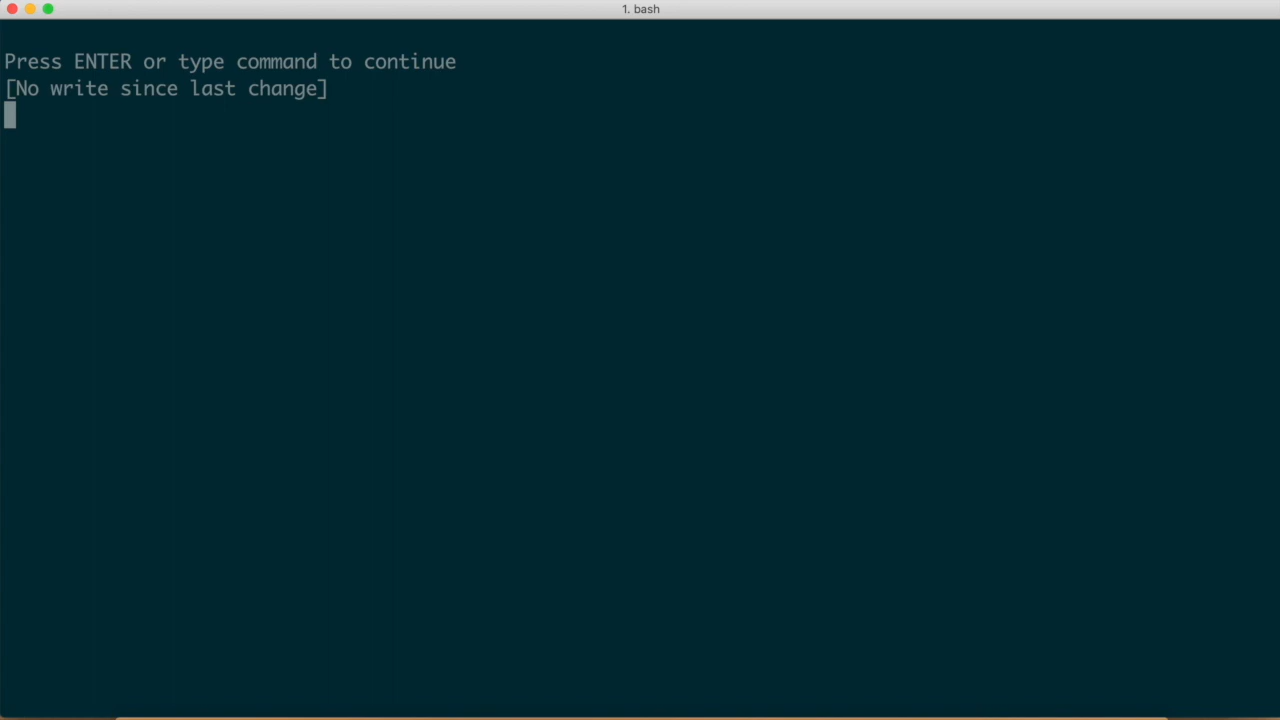 1. bash
Press ENTER or type command to continue
[No write since last change]